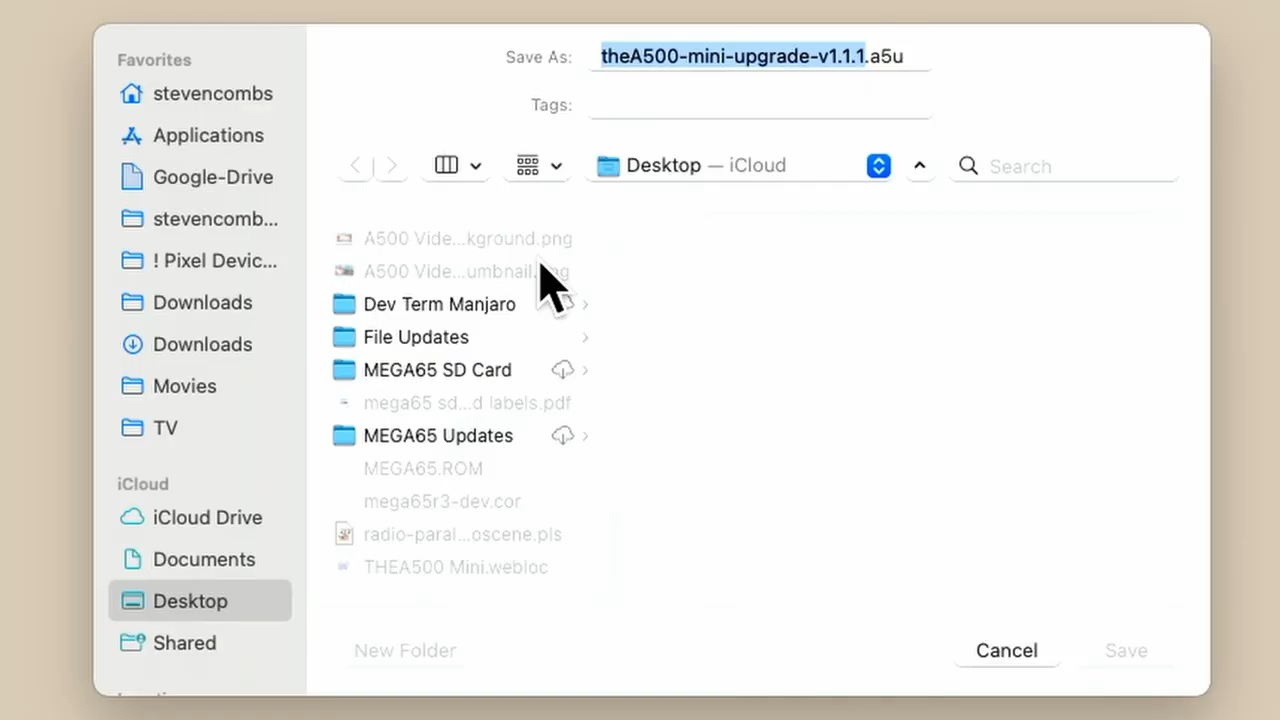 Favorites
stevencombs
Applications
Google-Drive
stevencomb...
! Pixel Devic...
Downloads
Downloads
Movies
TV
iCloud
iCloud Drive
Documents
Desktop
Shared
Save As: theA500-mini-upgrade-v1.1.1.a5u
Tags:
Desktop — iCloud
Search
A500 Vide...kground.png
A500 Vide...umbnail.
Dev Term Manjaro
File Updates
MEGA65 SD Card
mega65 sd...d labels.pdf
MEGA65 Updates
MEGA65.ROM
mega65r3-dev.cor
radio-paral...oscene.pls
THEA500 Mini.webloc
New Folder
Cancel
Save